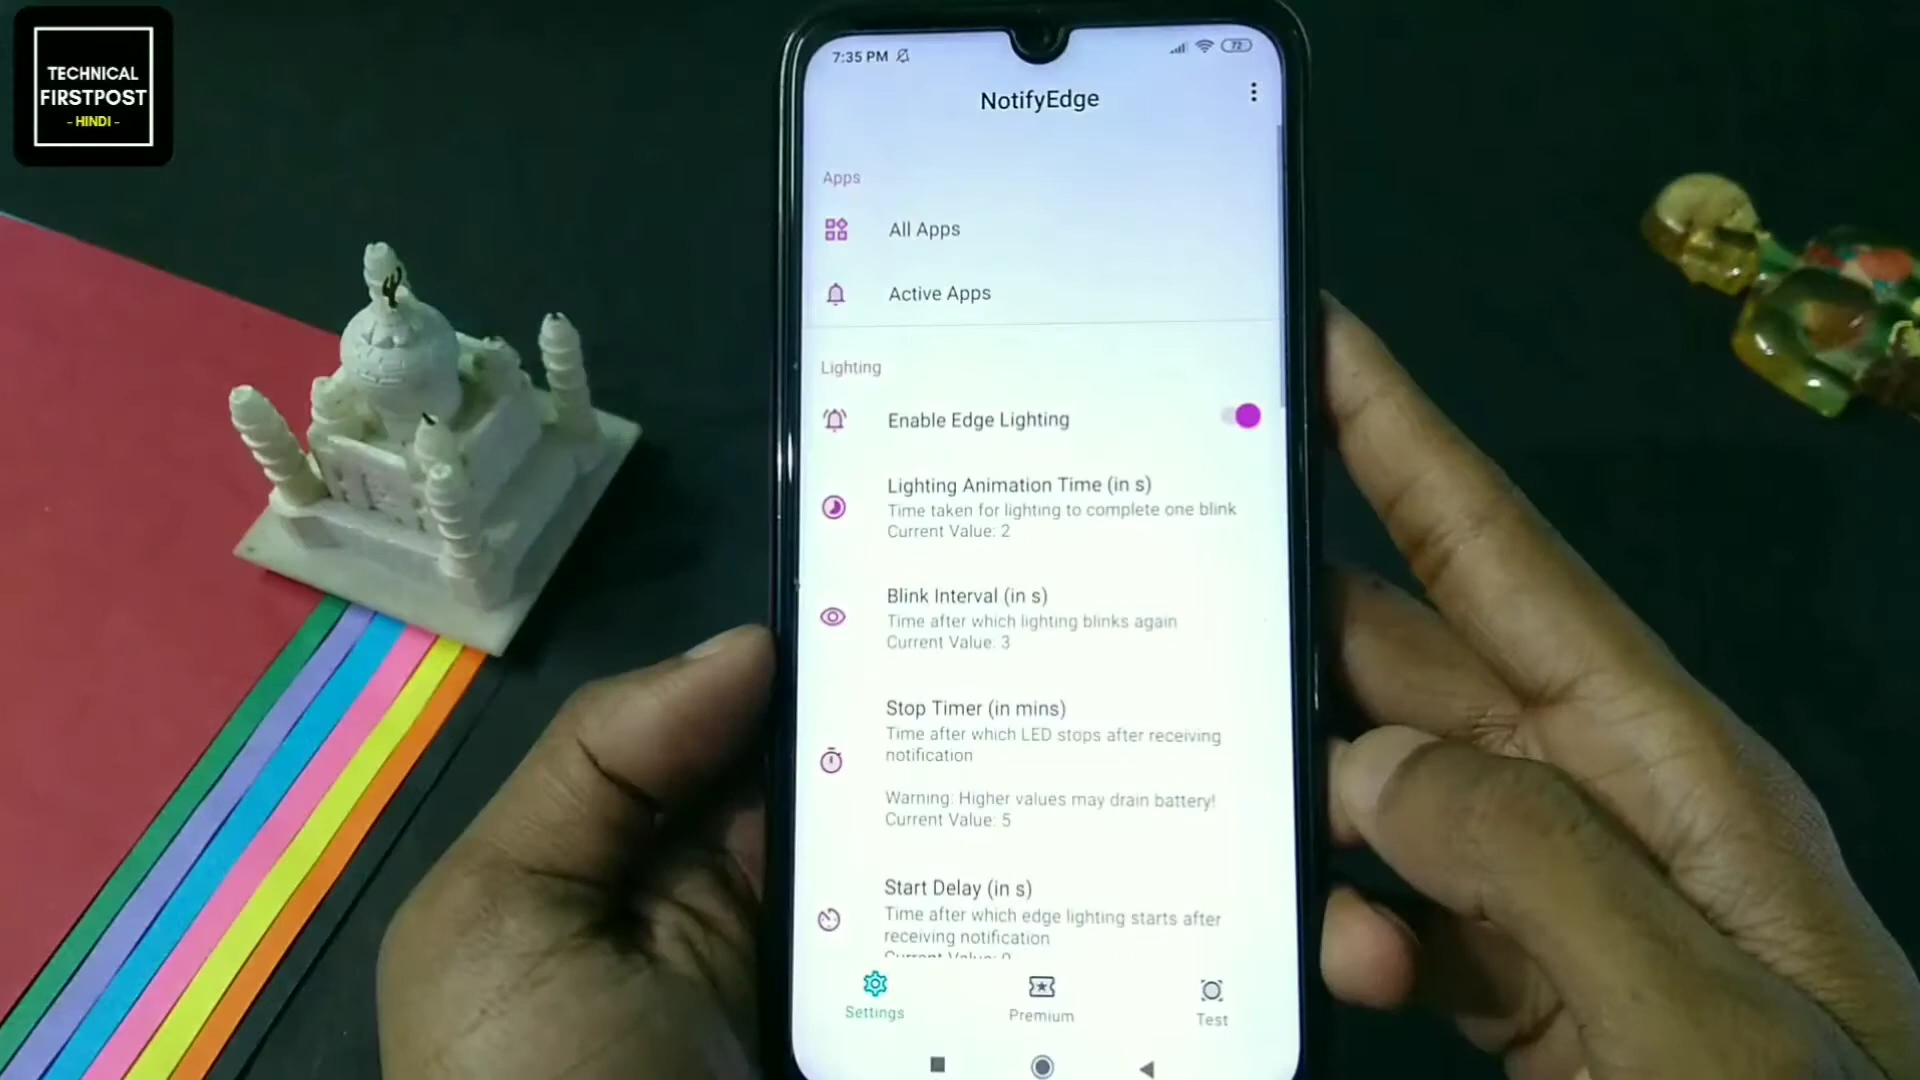 TECHNICAL
FIRSTPOST
- HINDI -
7:35 PM
72
NotifyEdge
Apps
All Apps
Active Apps
Lighting
Enable Edge Lighting
Lighting Animation Time (in s)
Time taken for lighting to complete one blink
Current Value: 2
Blink Interval (in s)
Time after which lighting blinks again
Current Value: 3
Stop Timer (in mins)
Time after which LED stops after receiving
notification
Warning: Higher values may drain battery!
Current Value: 5
Start Delay (in s)
Time after which edge lighting starts after
receiving notification
Current Value: 0
Settings
Premium
Test